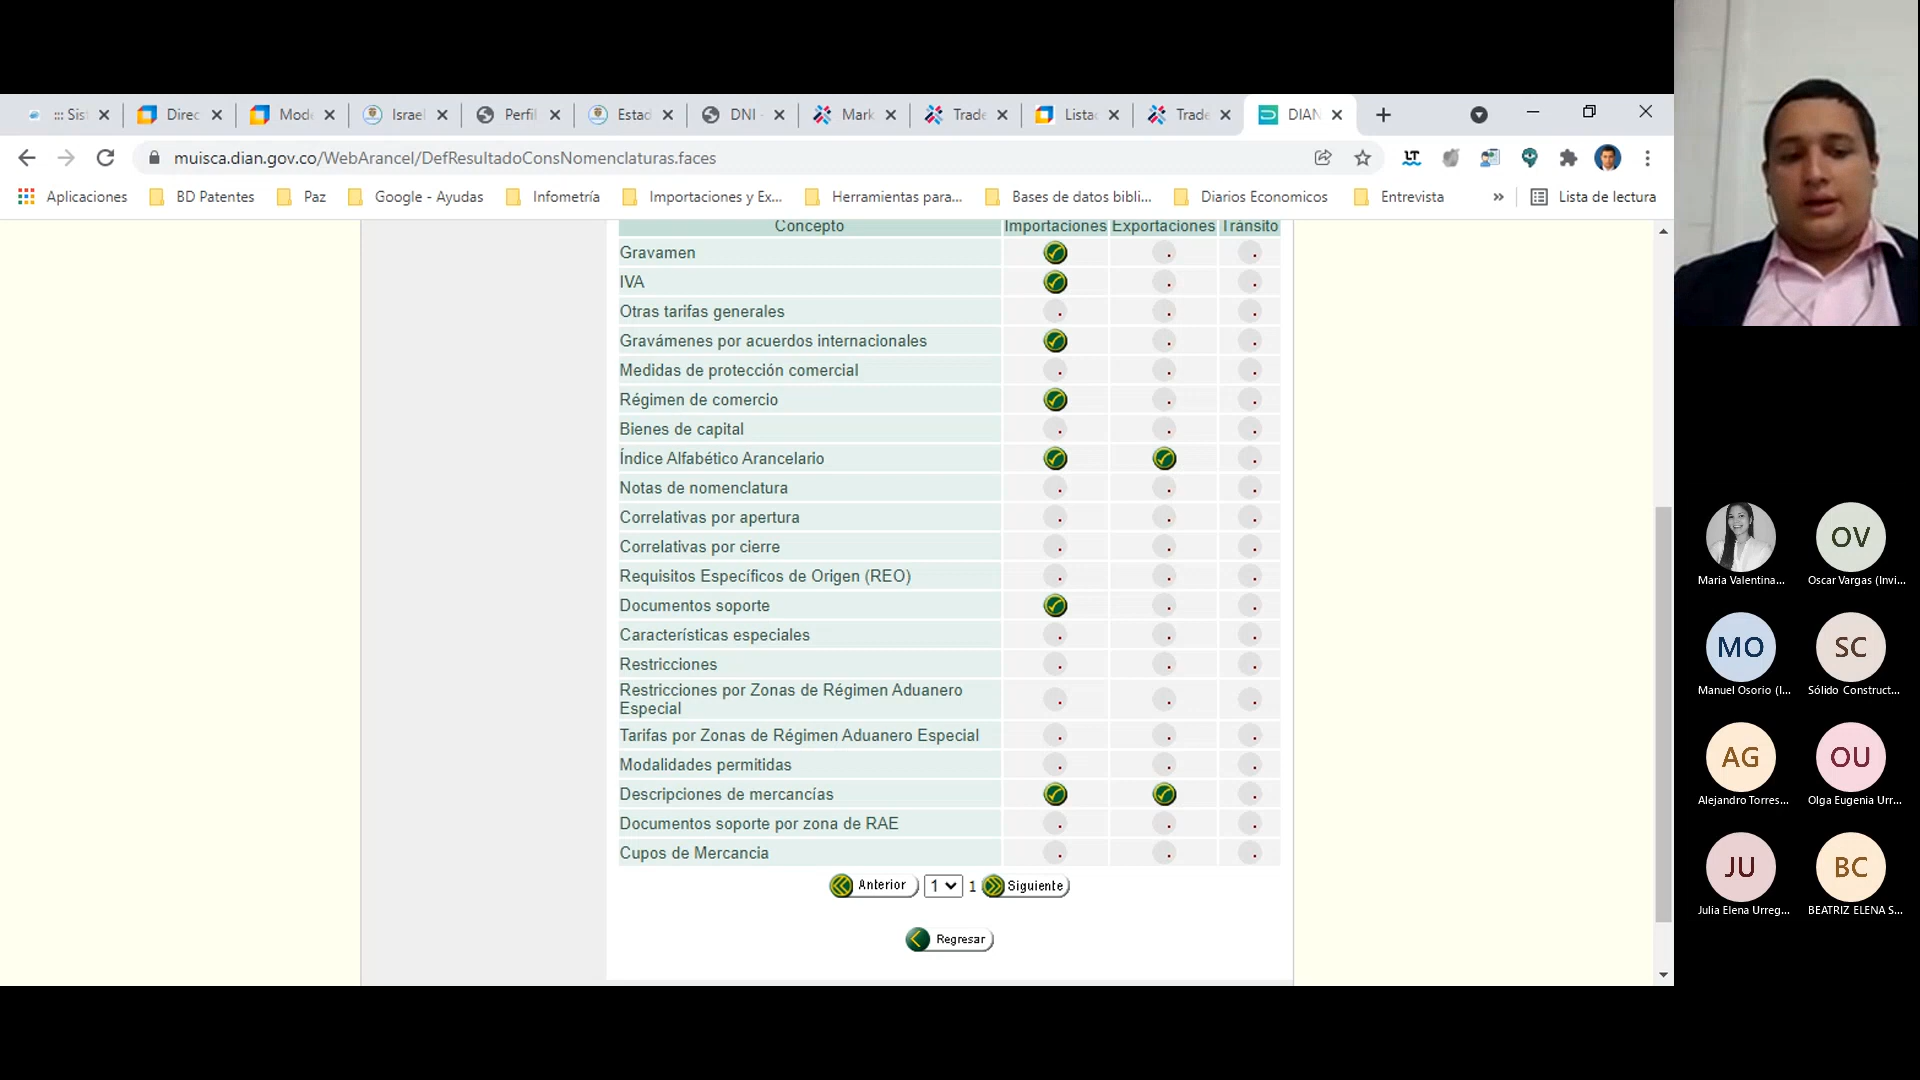 ::: Sist
Direc
Mode
Israel
Perfil
Estad
DNI -
Mark
Trade
Lista
Trade
DIAN
muisca.dian.gov.co/WebArancel/DefResultadoConsNomenclaturas.faces
LT
Aplicaciones
BD Patentes
Paz
Google - Ayudas
Infometría
Importaciones y Ex...
Herramientas para...
Bases de datos bibli...
Diarios Economicos
Entrevista
»
Lista de lectura
Concepto Importaciones Exportaciones Tránsito
Gravamen
IVA
Otras tarifas generales
Gravámenes por acuerdos internacionales
Medidas de protección comercial
Régimen de comercio
Bienes de capital
Índice Alfabético Arancelario
Notas de nomenclatura
Correlativas por apertura
Correlativas por cierre
Requisitos Específicos de Origen (REO)
Documentos soporte
Características especiales
Restricciones
Restricciones por Zonas de Régimen Aduanero
Especial
Tarifas por Zonas de Régimen Aduanero Especial
Modalidades permitidas
Descripciones de mercancías
Documentos soporte por zona de RAE
Cupos de Mercancia
Anterior 1 1 Siguiente
Regresar
OV
Maria Valentina... Oscar Vargas (Invi...
MO SC
Manuel Osorio (I... Sólido Construct...
AG OU
Alejandro Torres... Olga Eugenia Urr...
JU BC
Julia Elena Urreg... BEATRIZ ELENA S...